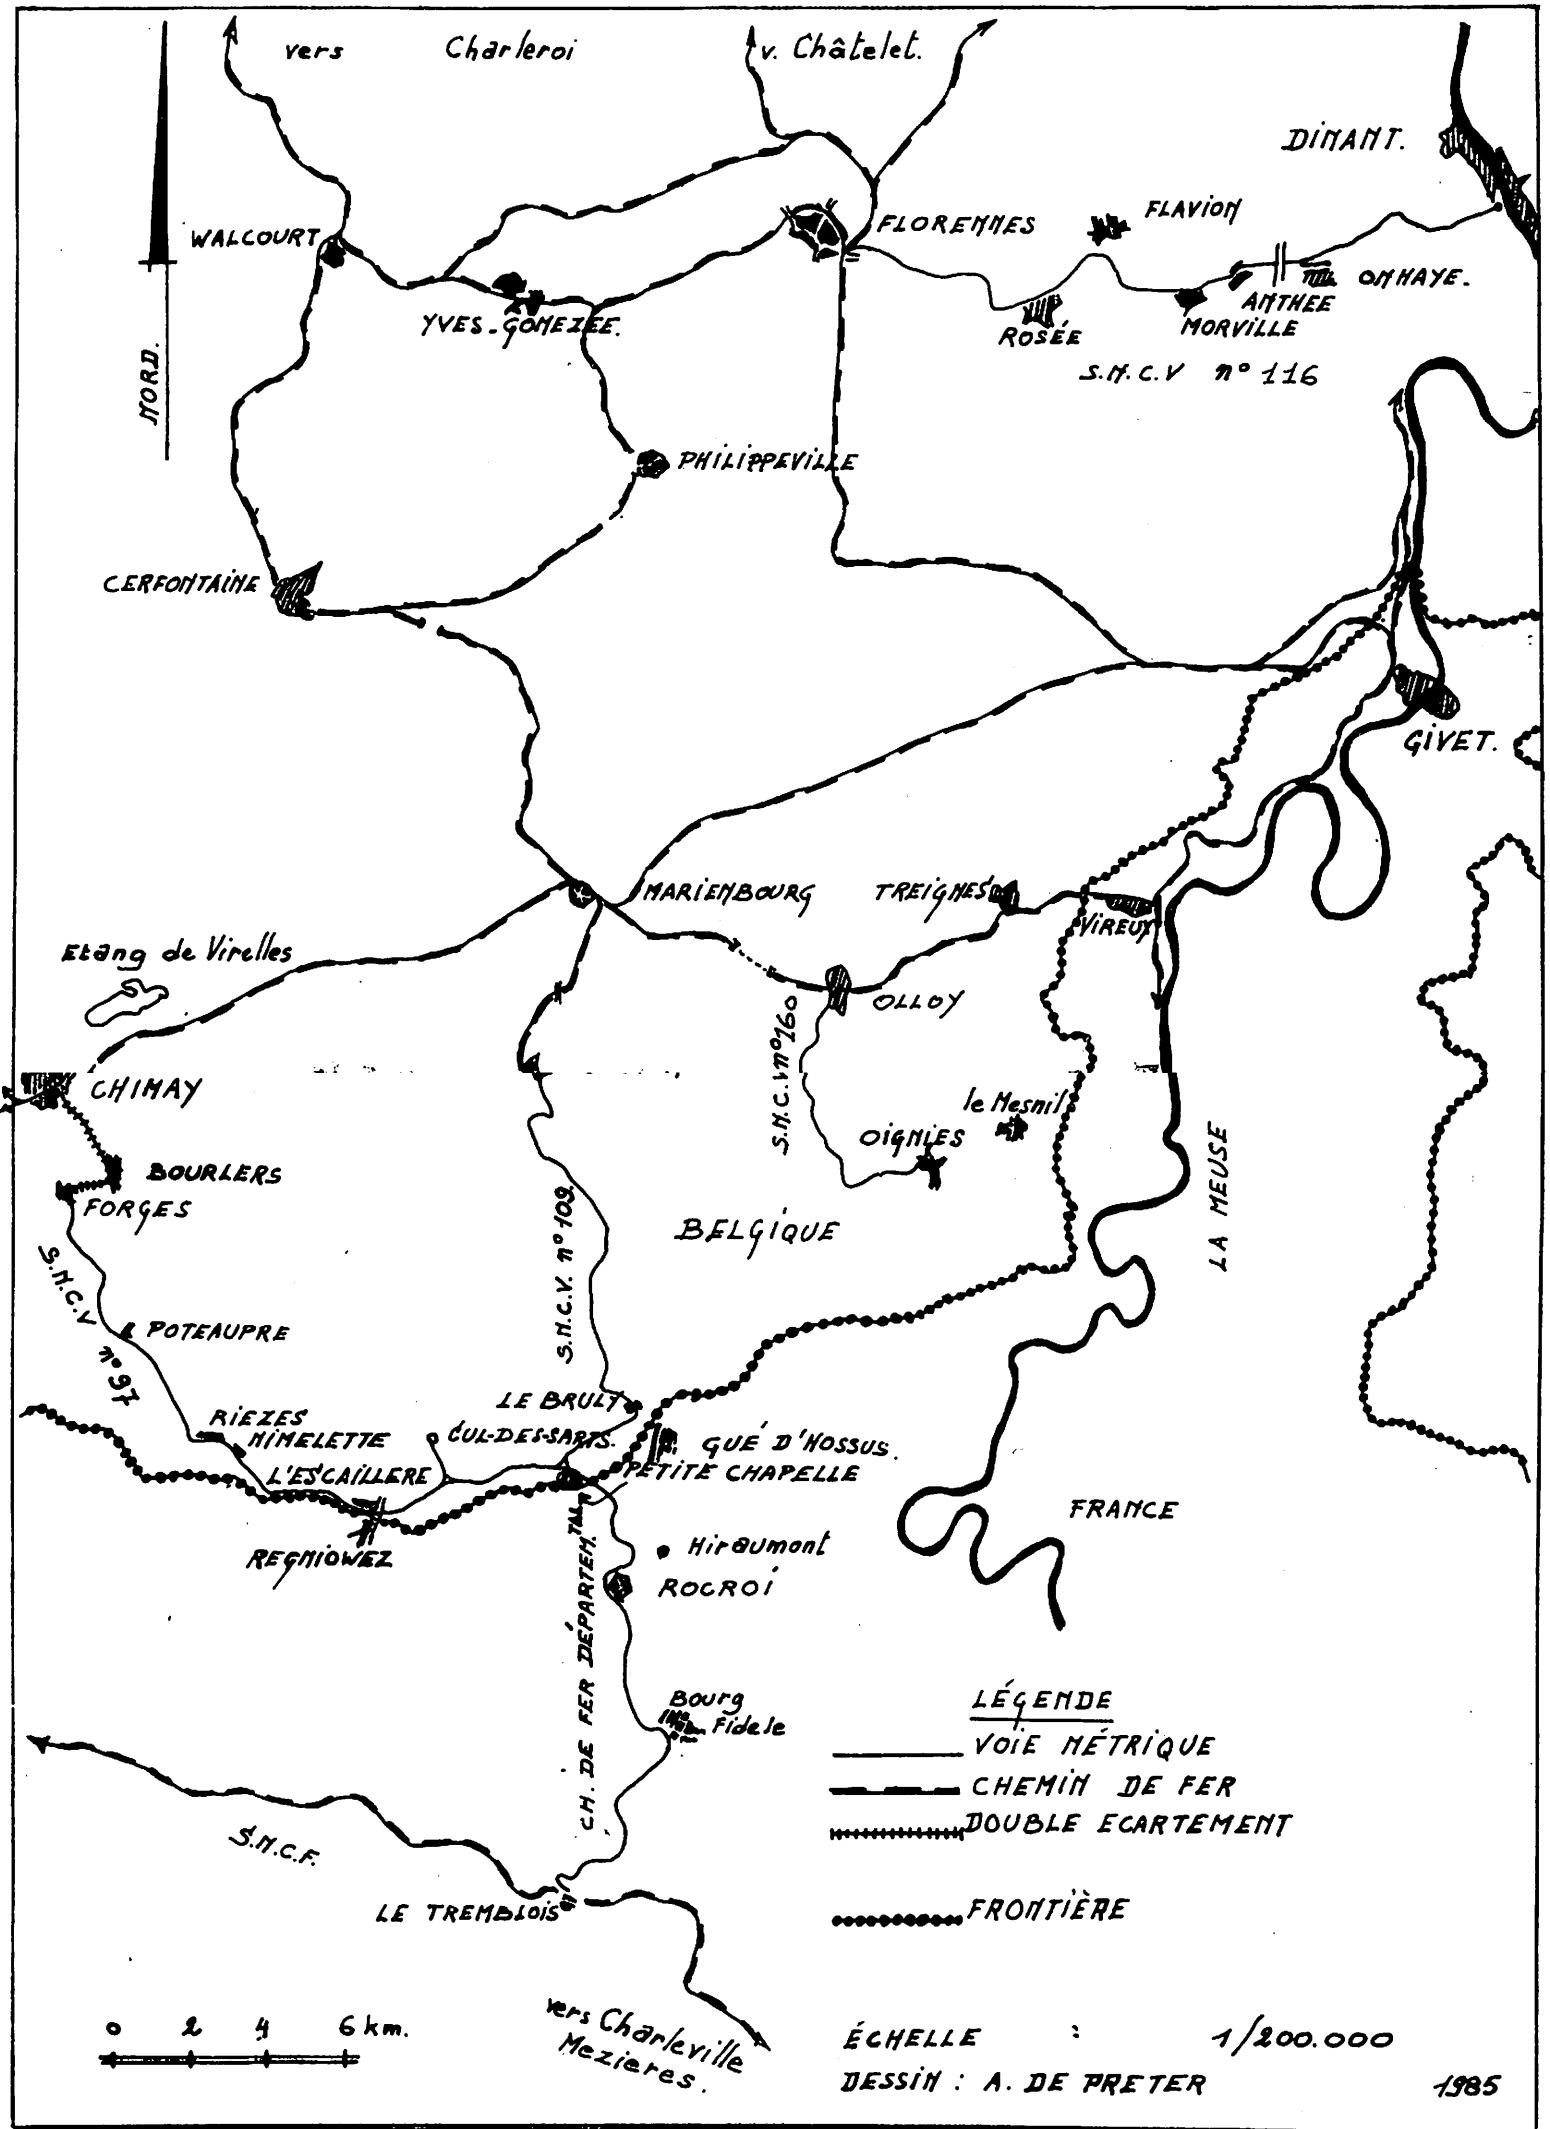 vers Charleroi
v. Châtelet.
DINANT.
FLAVION
WALCOURT
FLORENNES
ONHAYE.
ANTHEE
YVES-GOMEZEE.
MORVILLE
ROSÉE
NORD.
S.N.C.V n° 116
PHILIPPEVILLE
CERFONTAINE
GIVET.
MARIENBOURG
TREIGNES
VIREUX
Etang de Virelles
OLLOY
S.N.C.V n° 160
CHIMAY
le Mesnil
OIGNIES
BOURLERS
FORGES
LA MEUSE
S.N.C.V. n° 109
BELGIQUE
S.N.C.V n° 97
POTEAUPRE
LE BRULY
RIEZES
NIMELETTE
CUL-DES-SARTS.
GUÉ D'HOSSUS.
L'ESCAILLERE
PETITE CHAPELLE
FRANCE
REGNIOWEZ
Hiraumont
ROCROI
CH. DE FER DÉPARTEM.TAL
Bourg
Fidele
LÉGENDE
VOIE MÉTRIQUE
CHEMIN DE FER
DOUBLE ECARTEMENT
S.N.C.F.
LE TREMBLOIS
FRONTIÈRE
vers Charleville
Mezieres.
0 2 4 6 km.
ÉCHELLE : 1/200.000
DESSIN : A. DE PRETER 1985